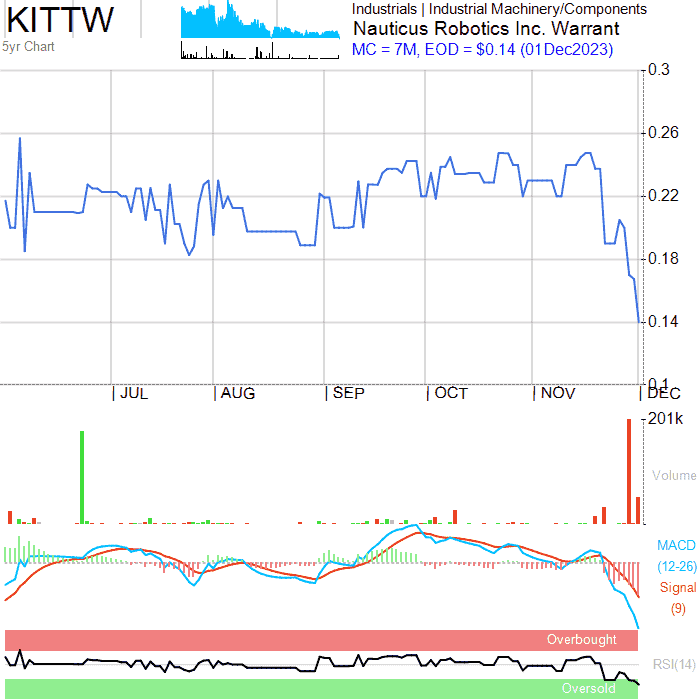 KITTW
5yr Chart
Industrials | Industrial Machinery/Components
Nauticus Robotics Inc. Warrant
MC = 7M, EOD = $0.14 (01Dec2023)
0.3
0.26
0.22
0.18
0.14
0.1
| JUL | AUG | SEP | OCT | NOV | DEC
201k
Volume
MACD
(12-26)
Signal
(9)
Overbought
RSI(14)
Oversold